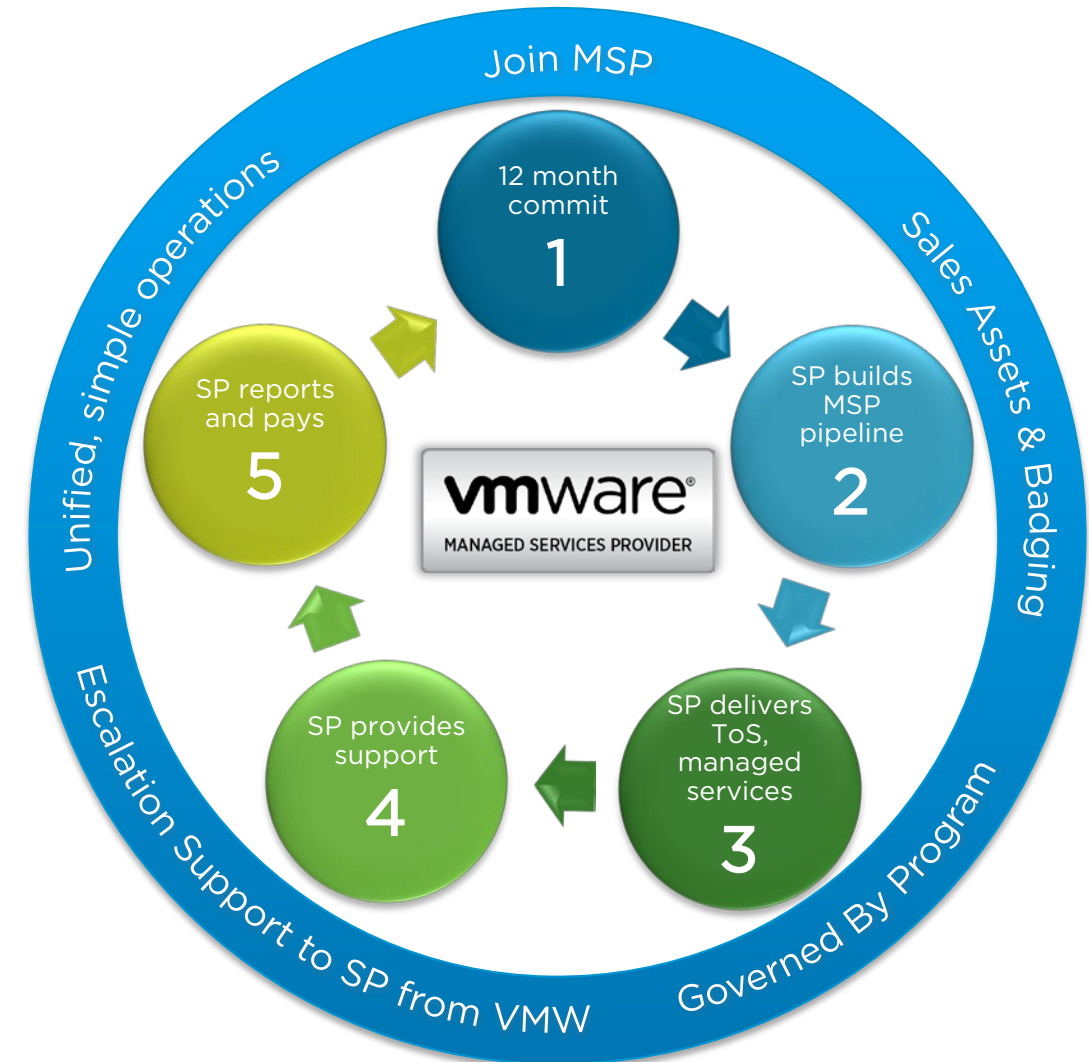 Join MSP
Sales Assets & Badging
Governed By Program
Escalation Support to SP from VMW
Unified, simple operations
12 month
commit
1
SP builds
MSP
pipeline
2
SP delivers
ToS,
managed
services
3
SP provides
support
4
SP reports
and pays
5
vmware®
MANAGED SERVICES PROVIDER